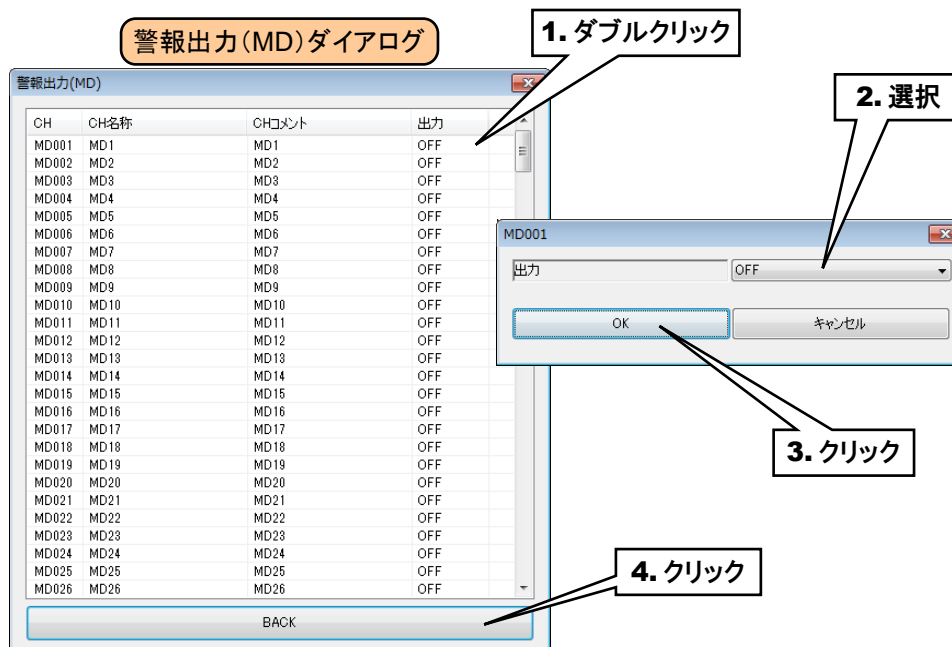 警報出力(MD)ダイアログ
1. ダブルクリック
2. 選択
警報出力(MD)
CH CH名称 CHコメント 出力
MD001 MD1 MD1 OFF
MD002 MD2 MD2 OFF
MD003 MD3 MD3 OFF
MD004 MD4 MD4 OFF
MD005 MD5 MD5 OFF
MD006 MD6 MD6 OFF
MD007 MD7 MD7 OFF
MD008 MD8 MD8 OFF
MD009 MD9 MD9 OFF
MD010 MD10 MD10 OFF
MD011 MD11 MD11 OFF
MD012 MD12 MD12 OFF
MD013 MD13 MD13 OFF
MD014 MD14 MD14 OFF
MD015 MD15 MD15 OFF
MD016 MD16 MD16 OFF
MD017 MD17 MD17 OFF
MD018 MD18 MD18 OFF
MD019 MD19 MD19 OFF
MD020 MD20 MD20 OFF
MD021 MD21 MD21 OFF
MD022 MD22 MD22 OFF
MD023 MD23 MD23 OFF
MD024 MD24 MD24 OFF
MD025 MD25 MD25 OFF
MD026 MD26 MD26 OFF
BACK
MD001
出力 OFF
OK キャンセル
3. クリック
4. クリック